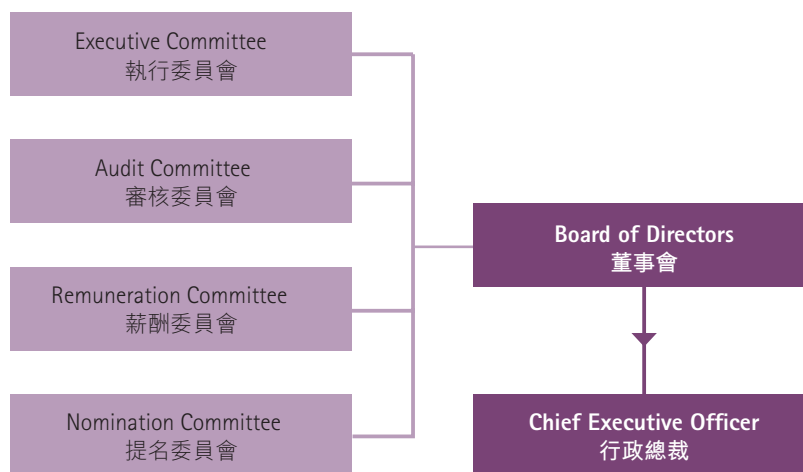 Executive Committee
執行委員會
Audit Committee
審核委員會
Remuneration Committee
薪酬委員會
Nomination Committee
提名委員會
Board of Directors
董事會
Chief Executive Officer
行政總裁